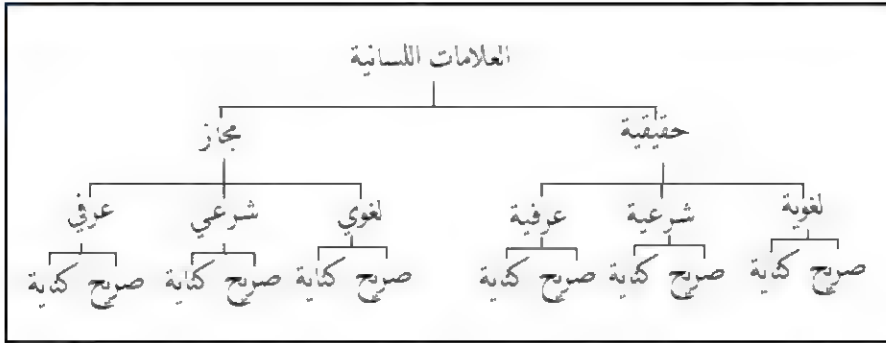 العلامات اللسانية
حقيقية مجاز
لغوية شرعية عرفية لغوي شرعي عرفي
صريح كناية صريح كناية صريح كناية صريح كناية صريح كناية صريح كناية